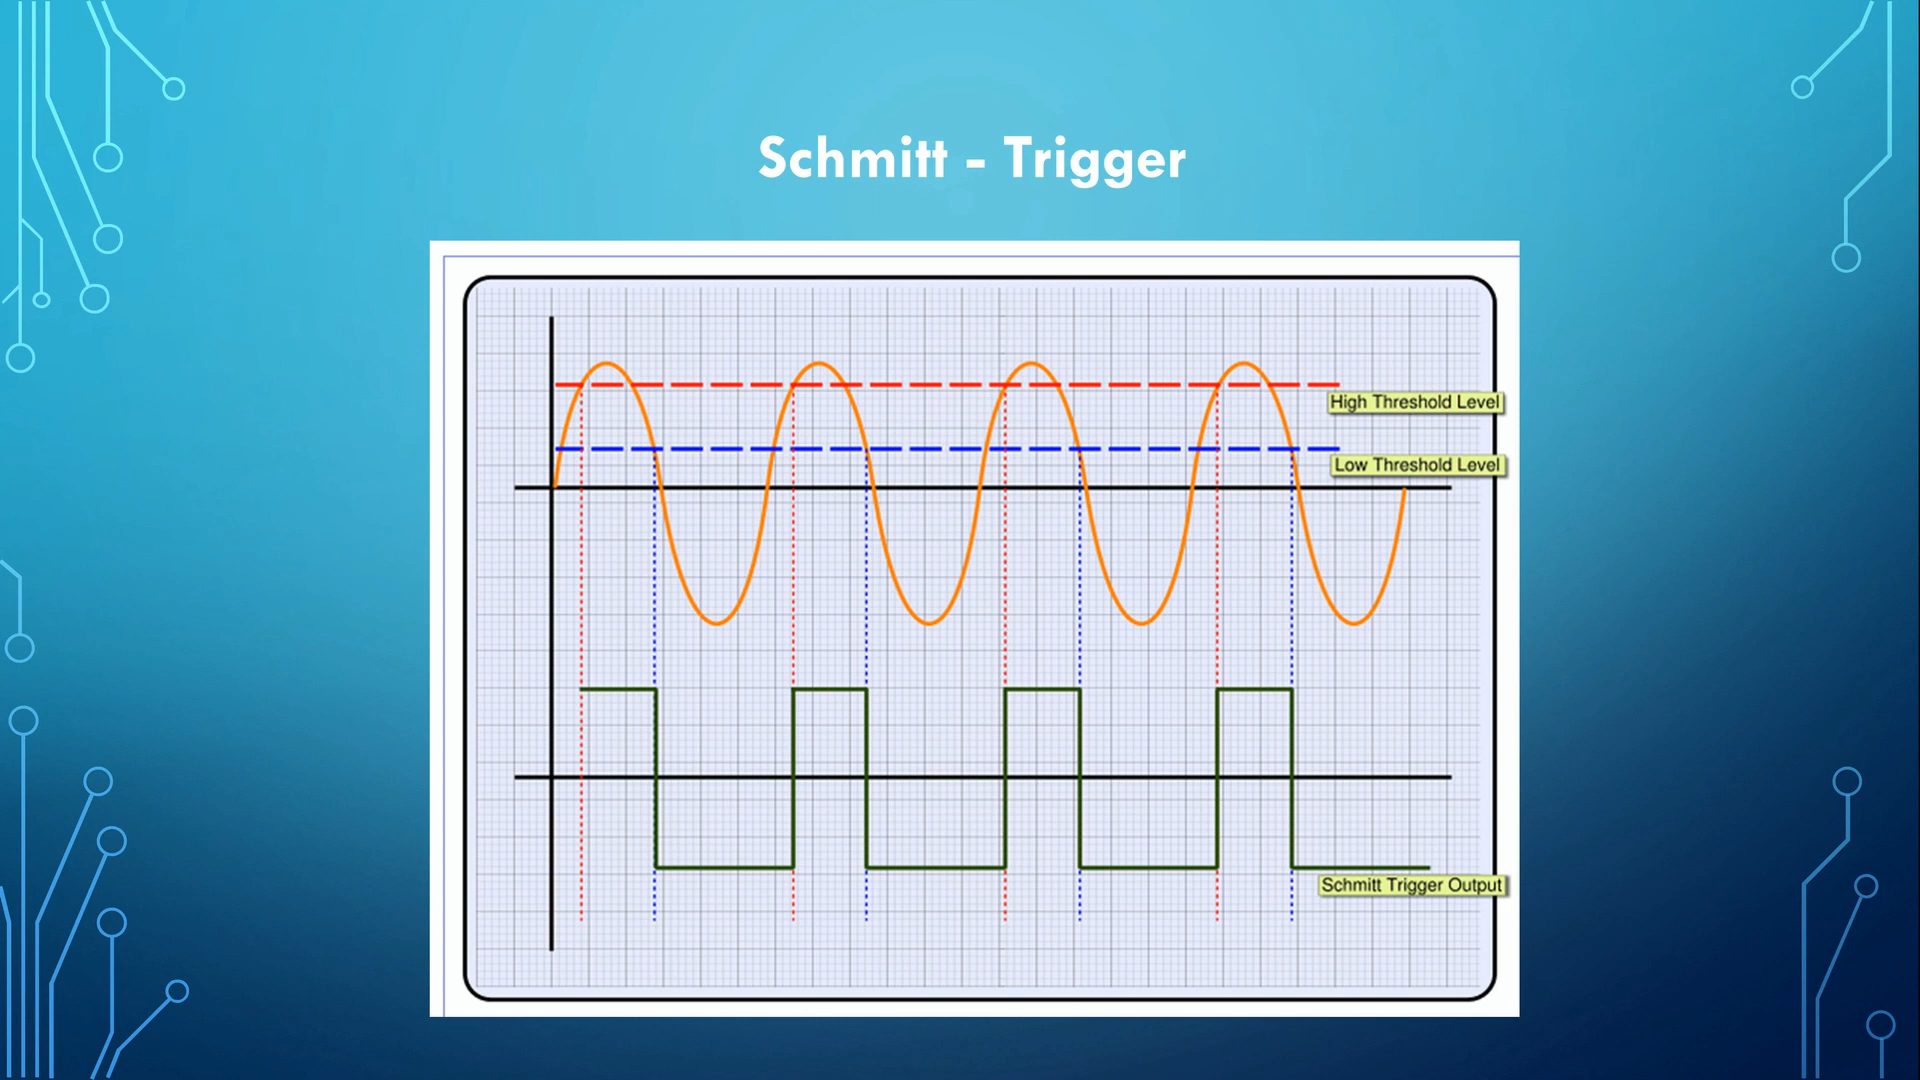 Schmitt - Trigger
High Threshold Level
Low Threshold Level
Schmitt Trigger Output